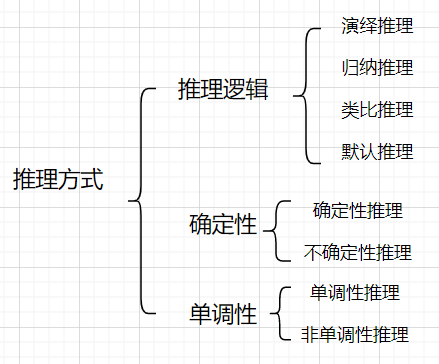 推理方式
推理逻辑
演绎推理
归纳推理
类比推理
默认推理
确定性
确定性推理
不确定性推理
单调性
单调性推理
非单调性推理